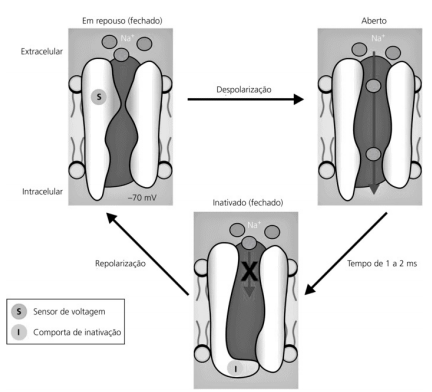 Em repouso (fechado)
Aberto
Extracelular
Na⁺
Na⁺
S
Despolarização
Intracelular
−70 mV
Inativado (fechado)
Na⁺
X
Repolarização
Tempo de 1 a 2 ms
S Sensor de voltagem
I Comporta de inativação
I